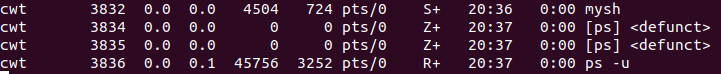 cwt 3832 0.0 0.0 4504 724 pts/0 S+ 20:36 0:00 mysh
cwt 3834 0.0 0.0 0 0 pts/0 Z+ 20:37 0:00 [ps] <defunct>
cwt 3835 0.0 0.0 0 0 pts/0 Z+ 20:37 0:00 [ps] <defunct>
cwt 3836 0.0 0.1 45756 3252 pts/0 R+ 20:37 0:00 ps -u